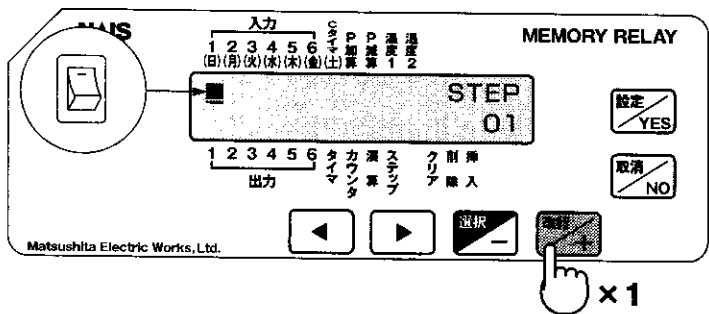 NAIS
MEMORY RELAY
入力
1 2 3 4 5 6 Cタイマ P加算 P減算 温度1 温度2
(日)(月)(火)(水)(木)(金)(土)
STEP
01
1 2 3 4 5 6 タイマ カウンタ 演算 ステップ クリア 削除 挿入
出力
設定
YES
取消
NO
選択
−
+
Matsushita Electric Works, Ltd.
×1